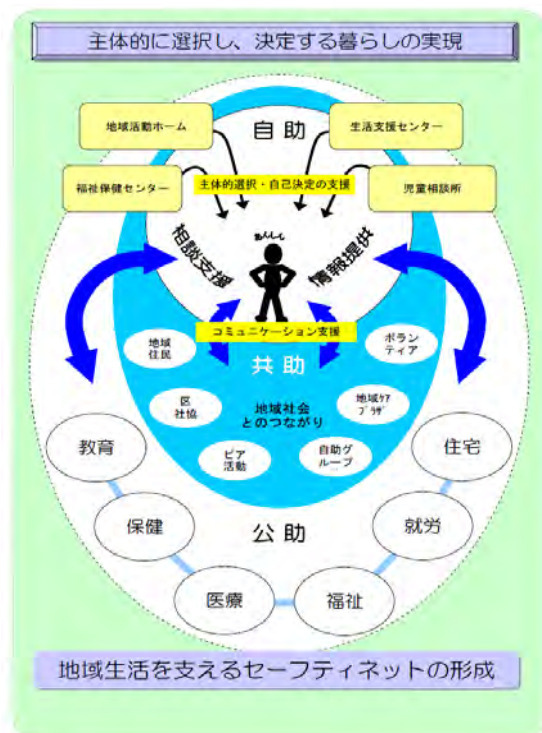 主体的に選択し、決定する暮らしの実現
地域活動ホーム
自助
生活支援センター
福祉保健センター
主体的選択・自己決定の支援
児童相談所
相談支援
あんしん
情報提供
コミュニケーション支援
地域
住民
共助
ボラン
ティア
区
社協
地域社会
とのつながり
地域ケア
プラザ
ピア
活動
自助グ
ループ
教育
住宅
保健
公助
就労
医療
福祉
地域生活を支えるセーフティネットの形成